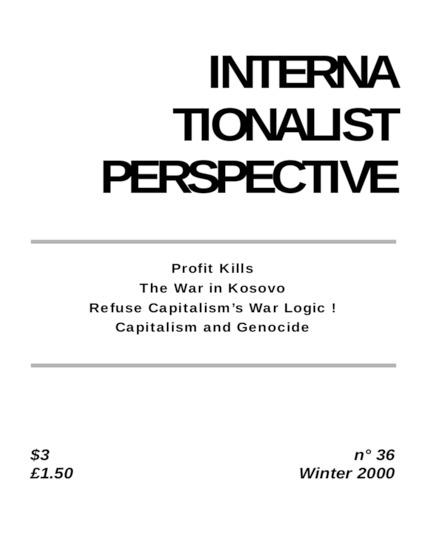 INTERNA
TIONALIST
PERSPECTIVE
Profit Kills
The War in Kosovo
Refuse Capitalism's War Logic !
Capitalism and Genocide
$3
n° 36
£1.50
Winter 2000